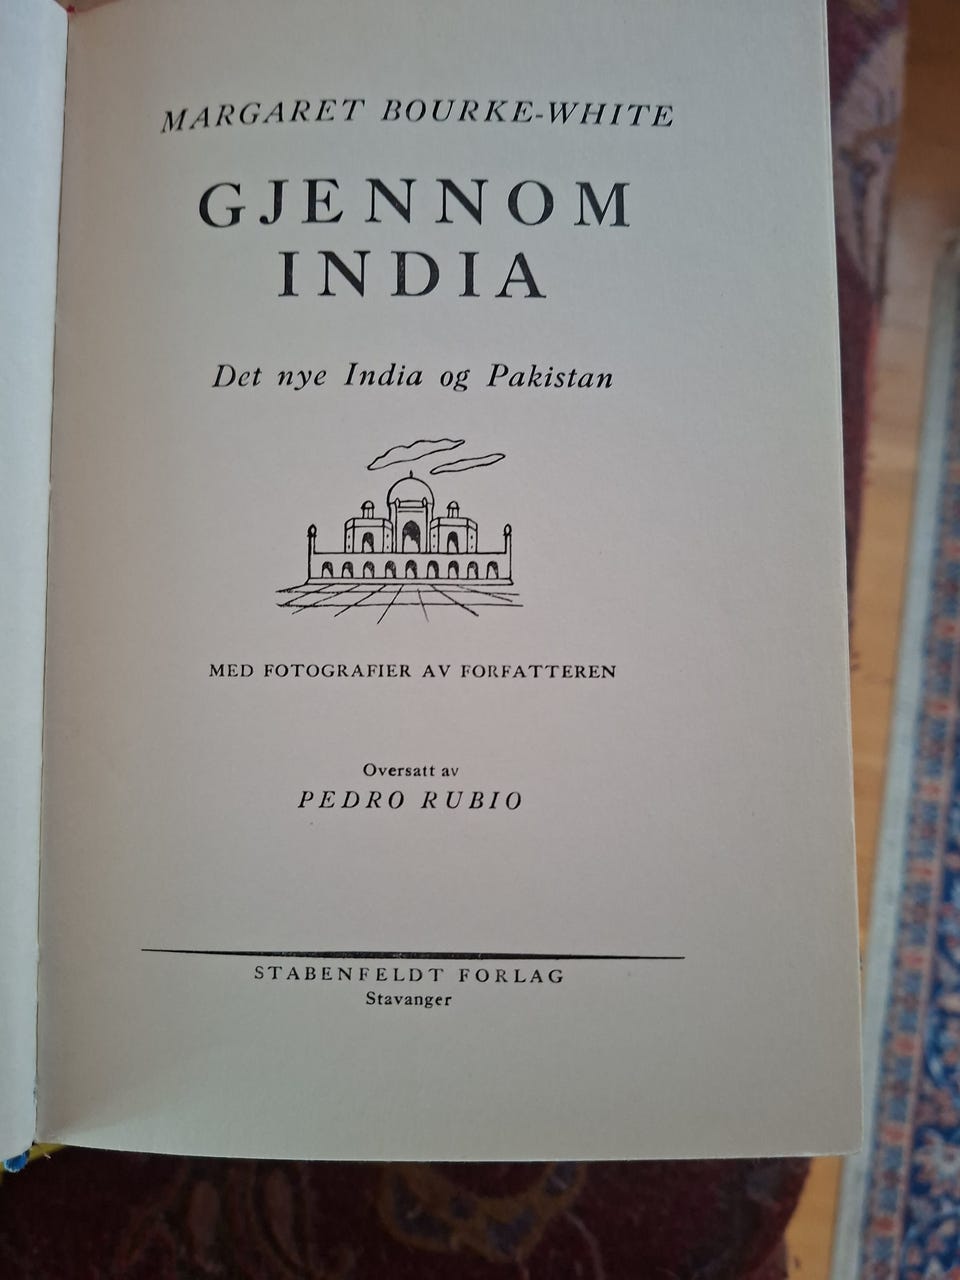 MARGARET BOURKE-WHITE
GJENNOM
INDIA
Det nye India og Pakistan
MED FOTOGRAFIER AV FORFATTEREN
Oversatt av
PEDRO RUBIO
STABENFELDT FORLAG
Stavanger